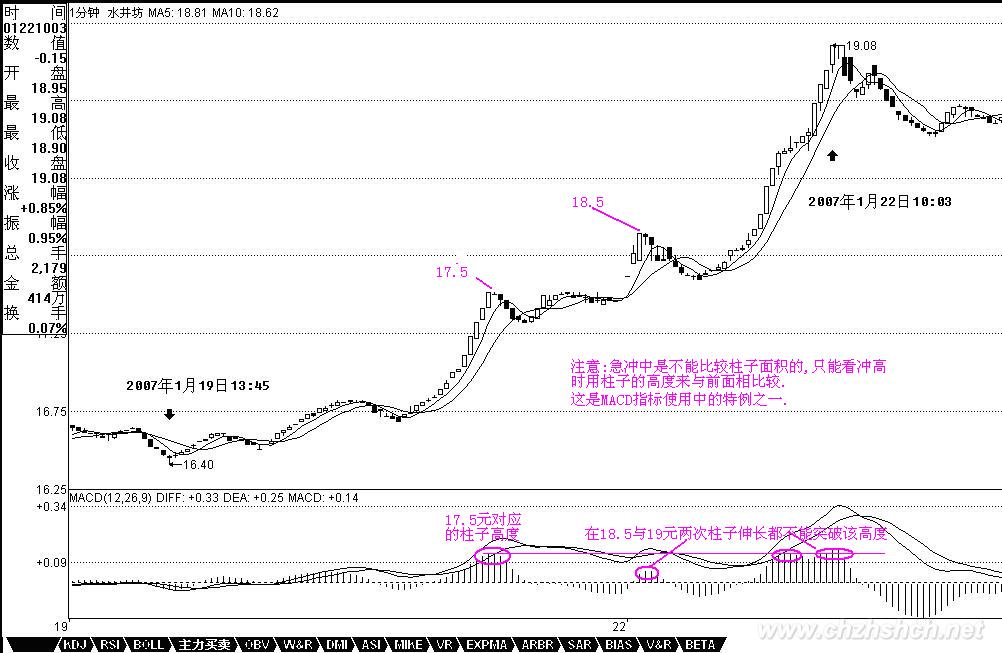 1分钟 水井坊 MA5: 18.81 MA10: 18.62
时 间
01221003
数 值
-0.15
开 盘
18.95
最 高
19.08
最 低
18.90
收 盘
19.08
涨 幅
+0.85%
振 幅
0.95%
总 手
2,179
金 额
414万
换 手
0.07%
19.08
2007年1月22日10:03
18.5
17.5
注意:急冲中是不能比较柱子面积的,只能看冲高
时用柱子的高度来与前面相比较.
这是MACD指标使用中的特例之一.
2007年1月19日13:45
16.75
16.40
16.25
MACD(12,26,9) DIFF: +0.33 DEA: +0.25 MACD: +0.14
+0.34
17.5元对应
的柱子高度
在18.5与19元两次柱子伸长都不能突破该高度
+0.09
19
22
www.chzhshch.net
KDJ RSI BOLL 主力买卖 OBV W&R DMI ASI MIKE VR EXPMA ARBR SAR BIAS V&R BETA